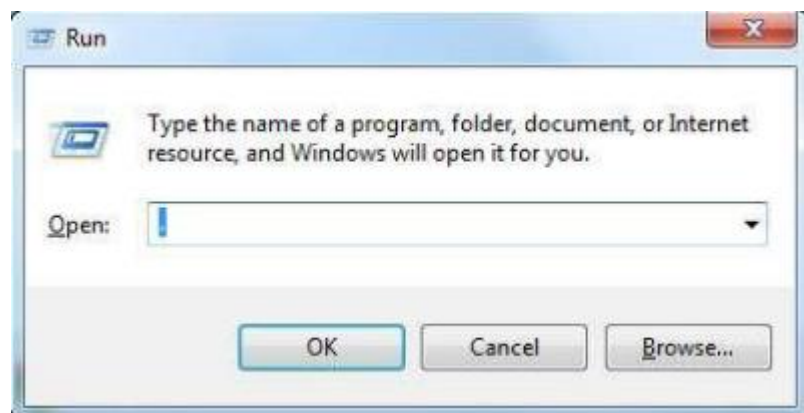 Run
Type the name of a program, folder, document, or Internet
resource, and Windows will open it for you.
Open: .
OK Cancel Browse...